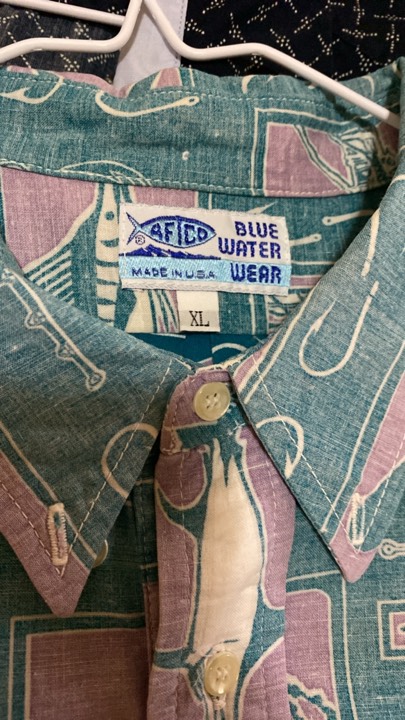 AFTCO
®
BLUE
WATER
MADE IN U.S.A. WEAR
XL